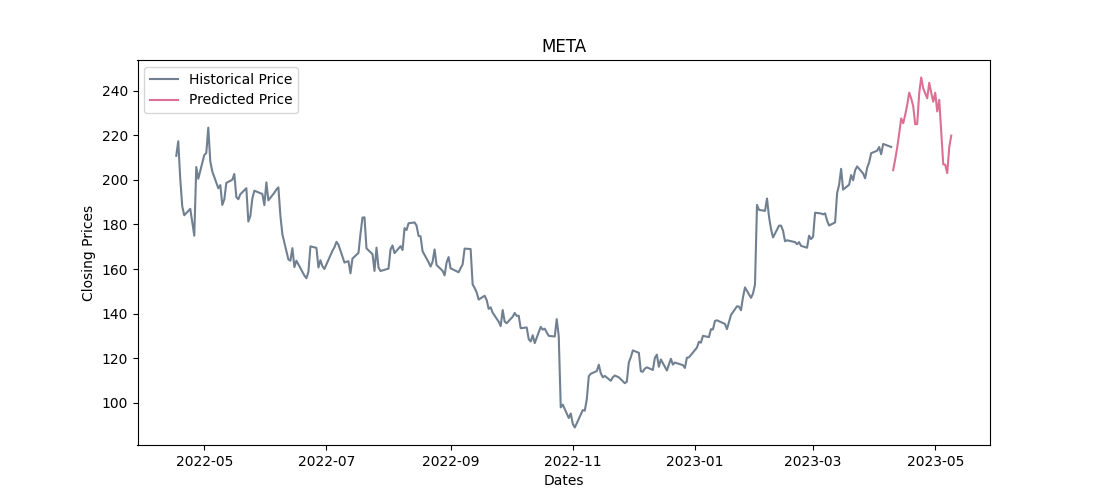 META
Historical Price
Predicted Price
240
220
200
180
160
140
120
100
Closing Prices
2022-05 2022-07 2022-09 2022-11 2023-01 2023-03 2023-05
Dates